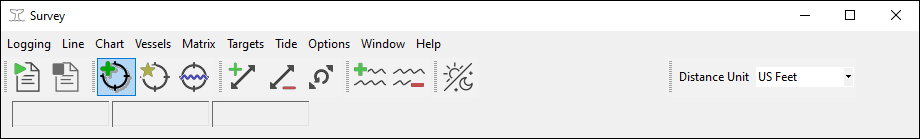 Survey
Logging Line Chart Vessels Matrix Targets Tide Options Window Help
Distance Unit US Feet